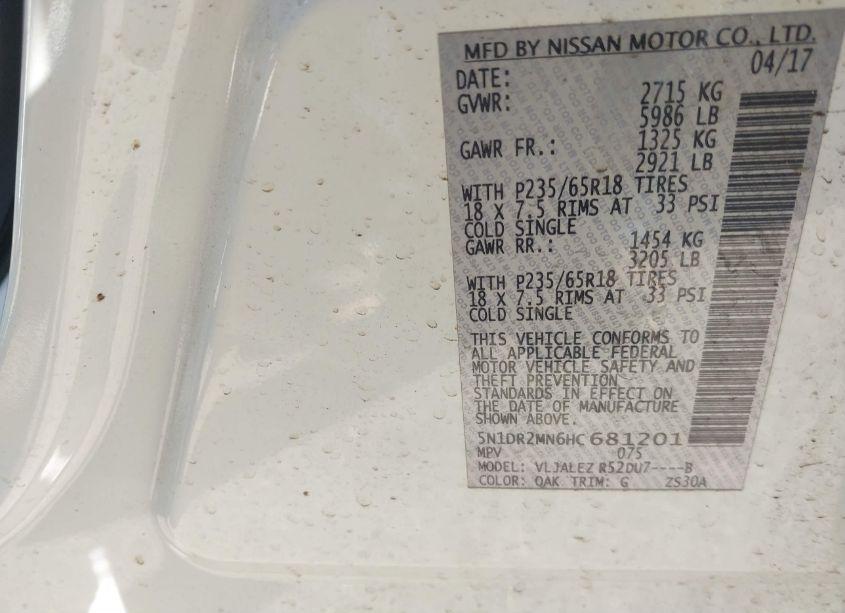 MFD BY NISSAN MOTOR CO., LTD.
DATE: 04/17
GVWR: 2715 KG
5986 LB
GAWR FR.: 1325 KG
2921 LB
WITH P235/65R18 TIRES
18 X 7.5 RIMS AT 33 PSI
COLD SINGLE
GAWR RR.: 1454 KG
3205 LB
WITH P235/65R18 TIRES
18 X 7.5 RIMS AT 33 PSI
COLD SINGLE
THIS VEHICLE CONFORMS TO
ALL APPLICABLE FEDERAL
MOTOR VEHICLE SAFETY AND
THEFT PREVENTION
STANDARDS IN EFFECT ON
THE DATE OF MANUFACTURE
SHOWN ABOVE.
5N1DR2MN6HC681201
MPV 075
MODEL: VLJALEZ R52DU7----B
COLOR: QAK TRIM: G ZS30A